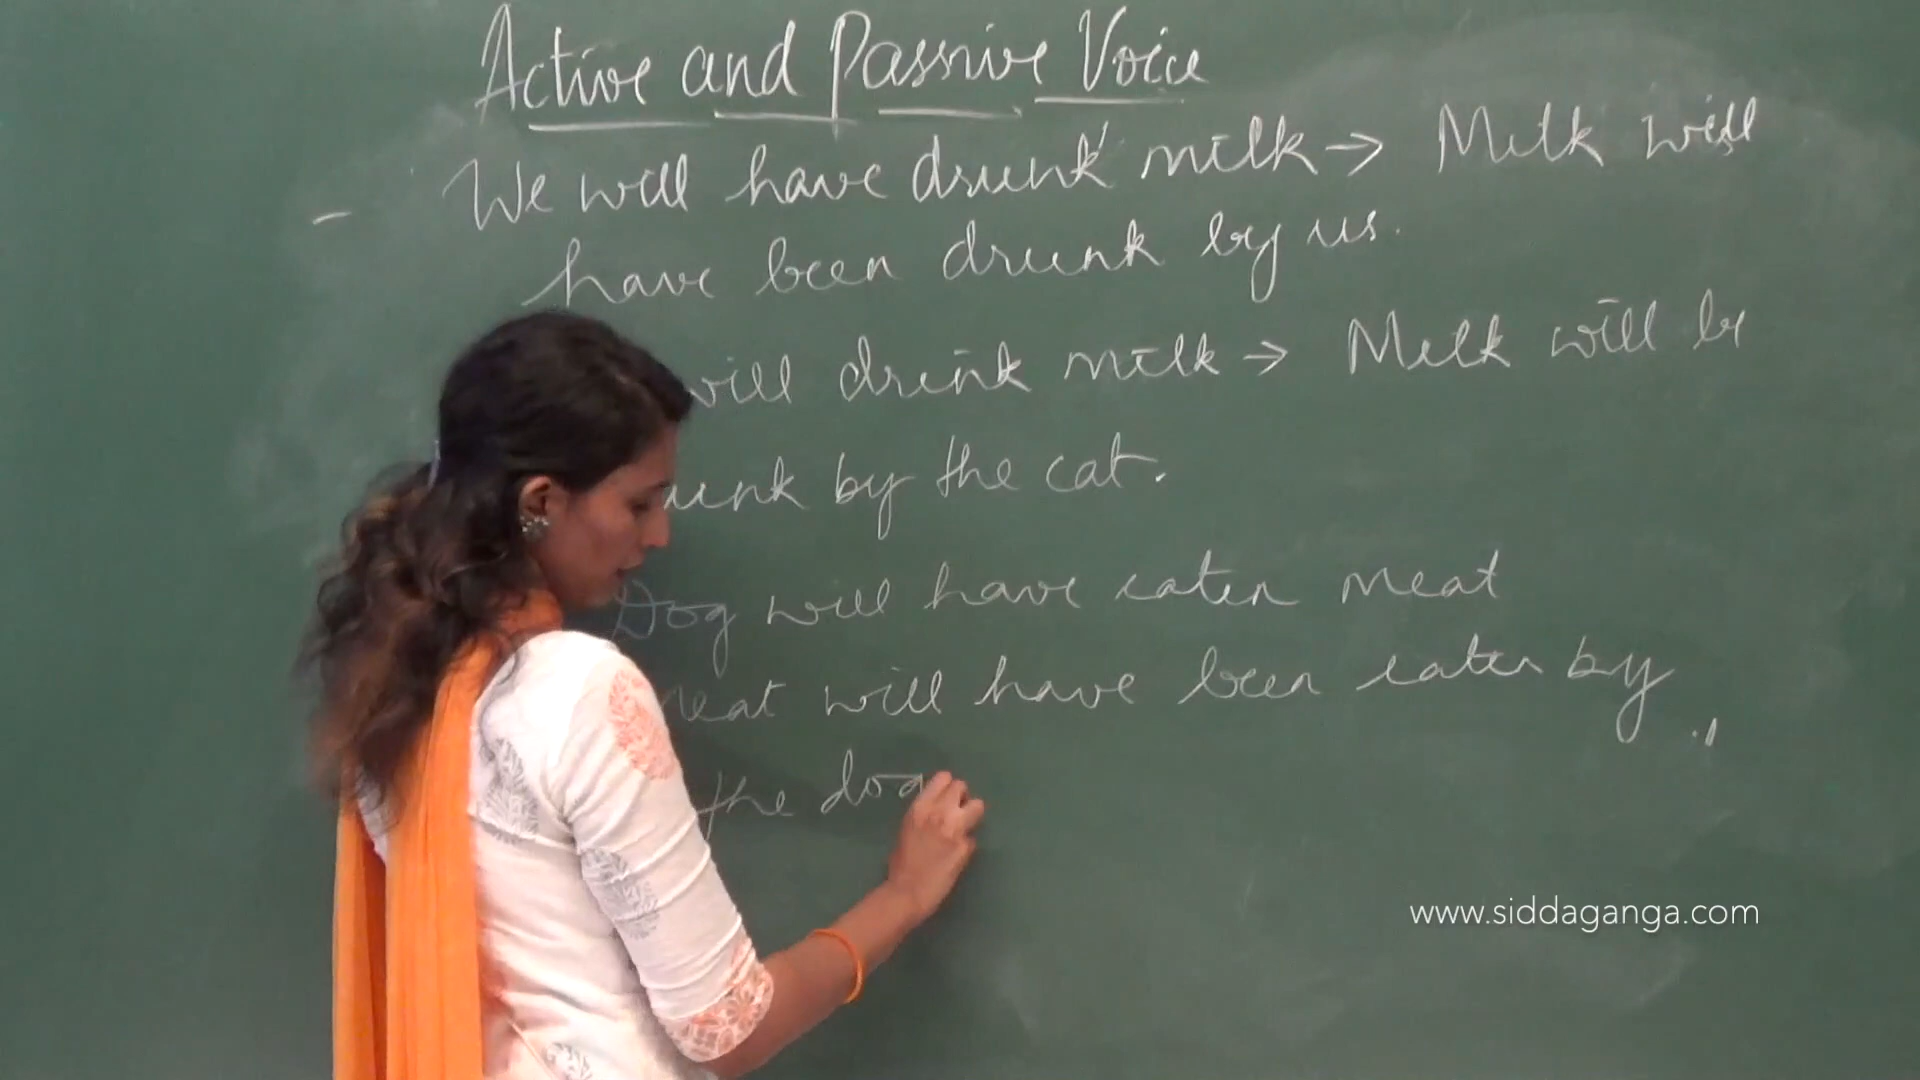 Active and Passive Voice
- We will have drunk milk → Milk will
have been drunk by us.
will drink milk → Milk will be
by the cat.
Dog will have eaten meat
meat will have been eaten by
the dog
www.siddaganga.com